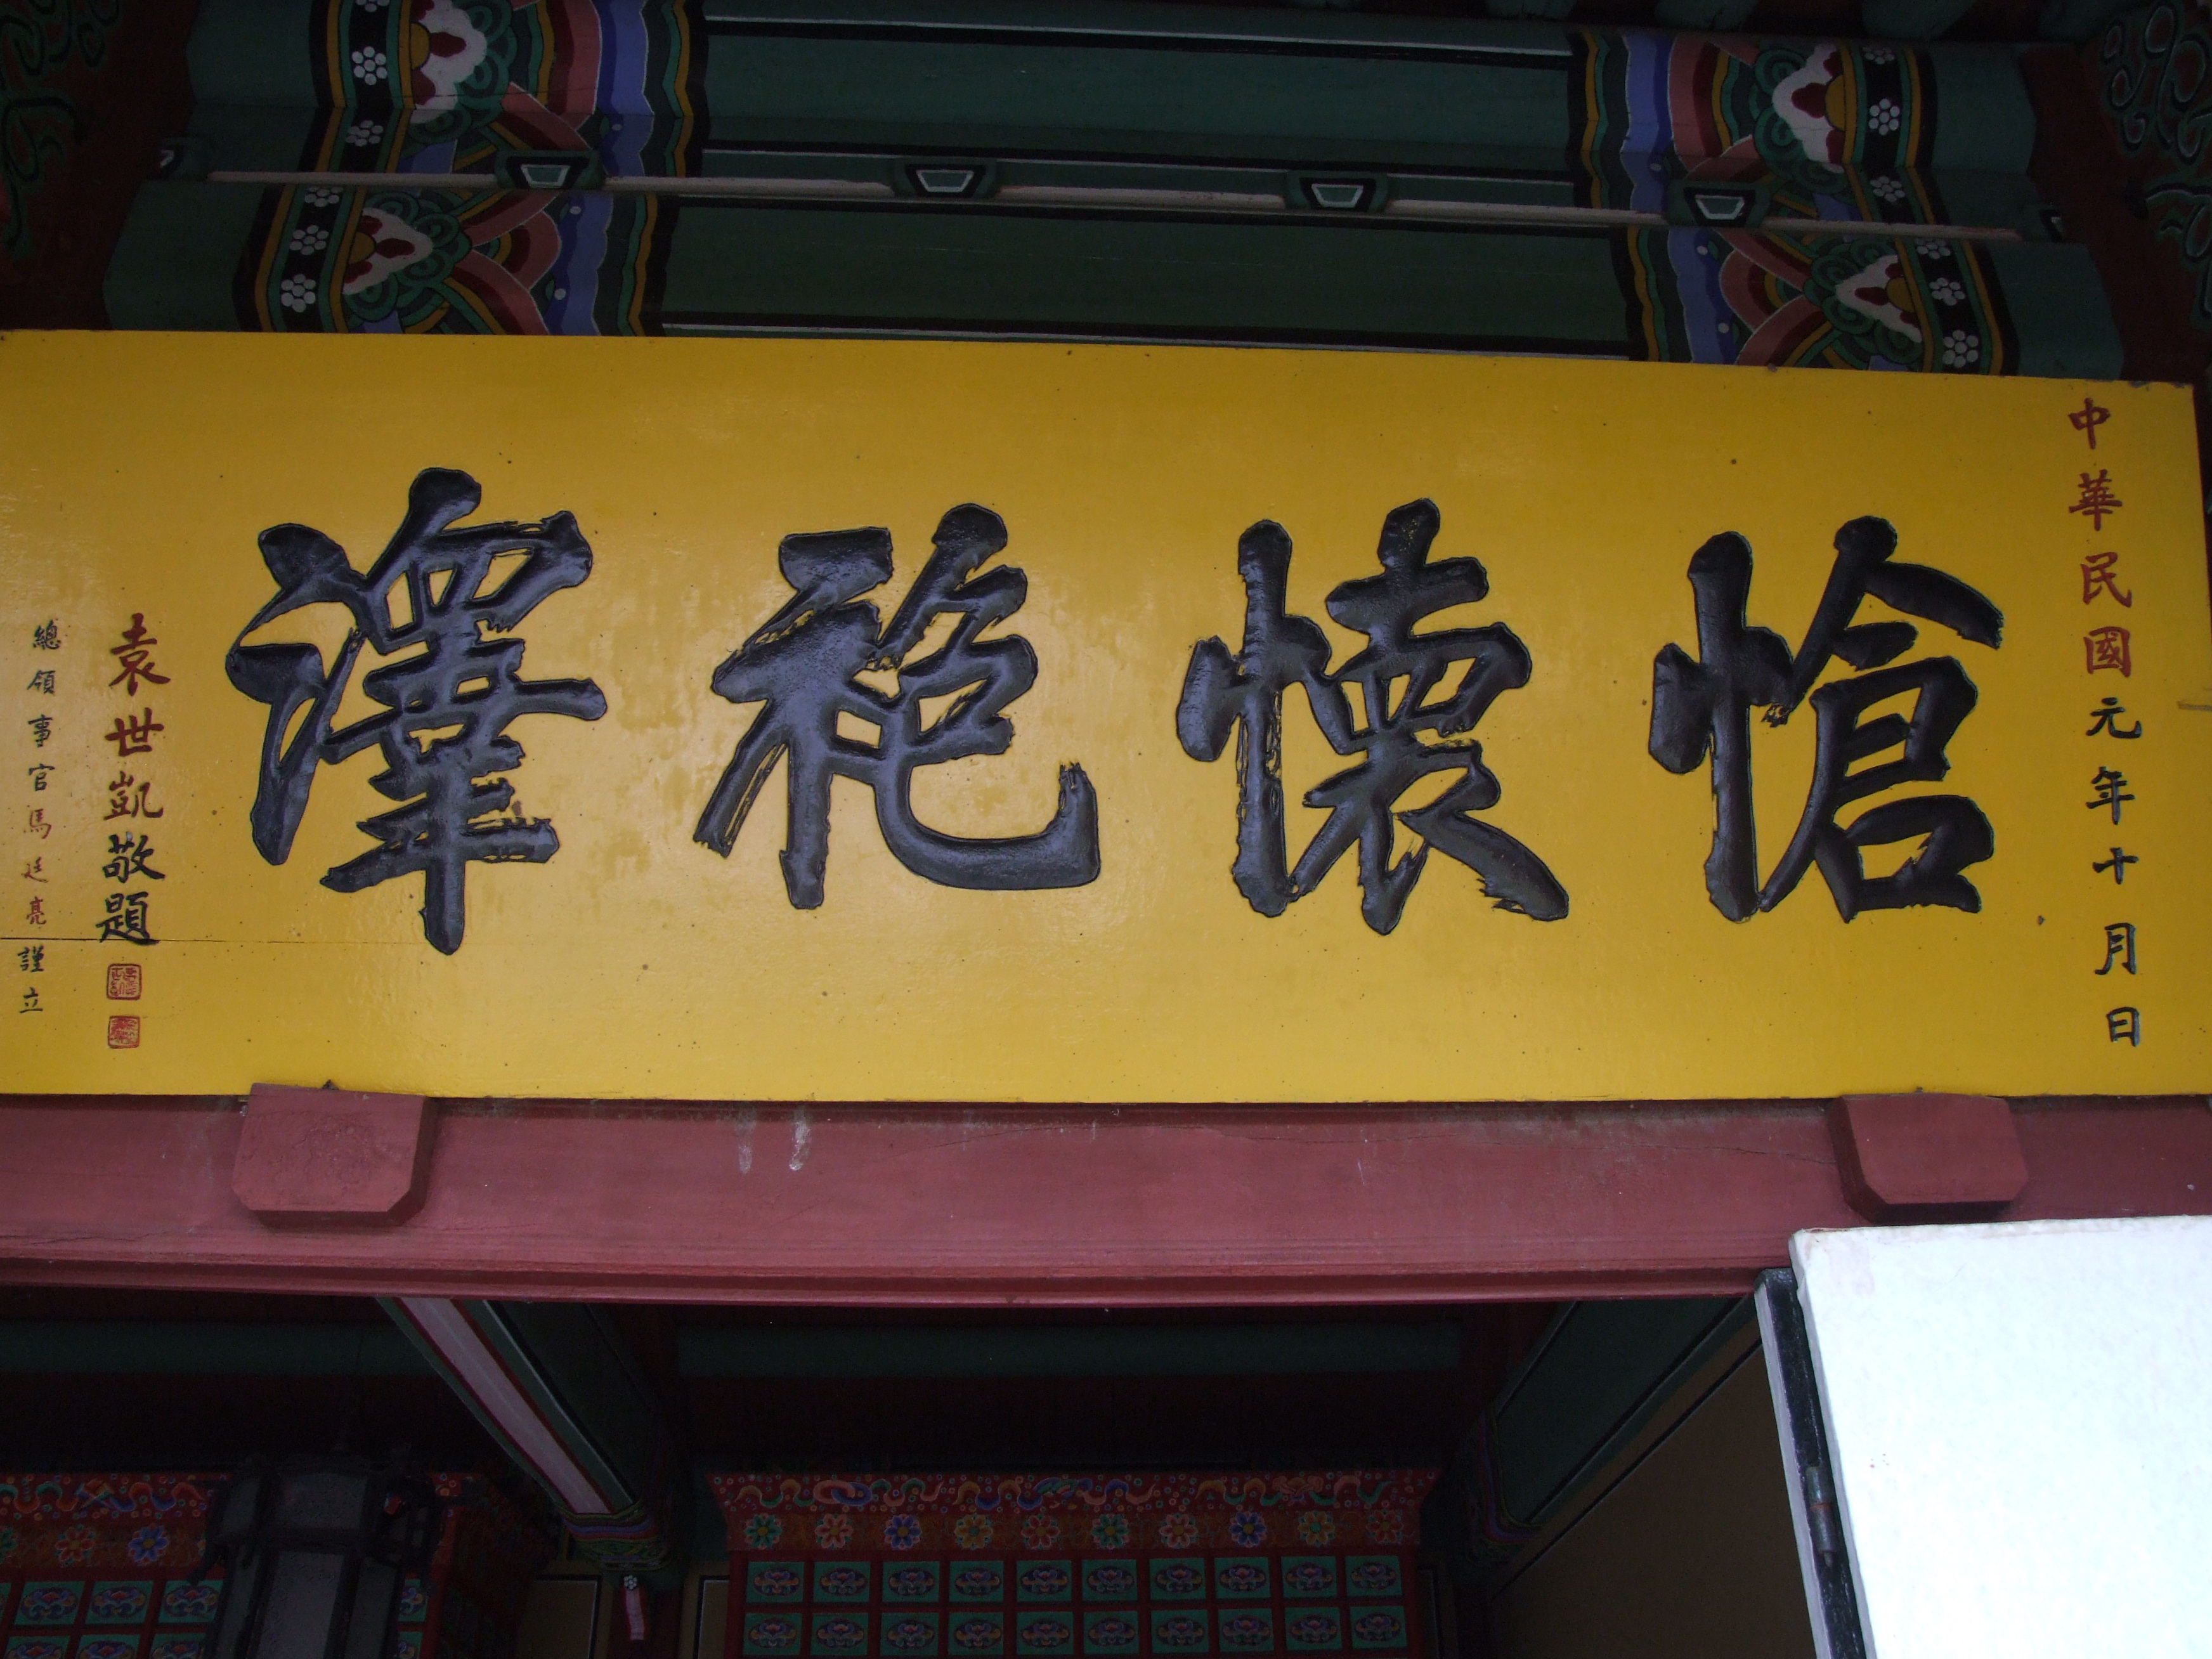 中華民國元年十月日
愴懷袍澤
袁世凱敬題
總領事官馬廷亮謹立